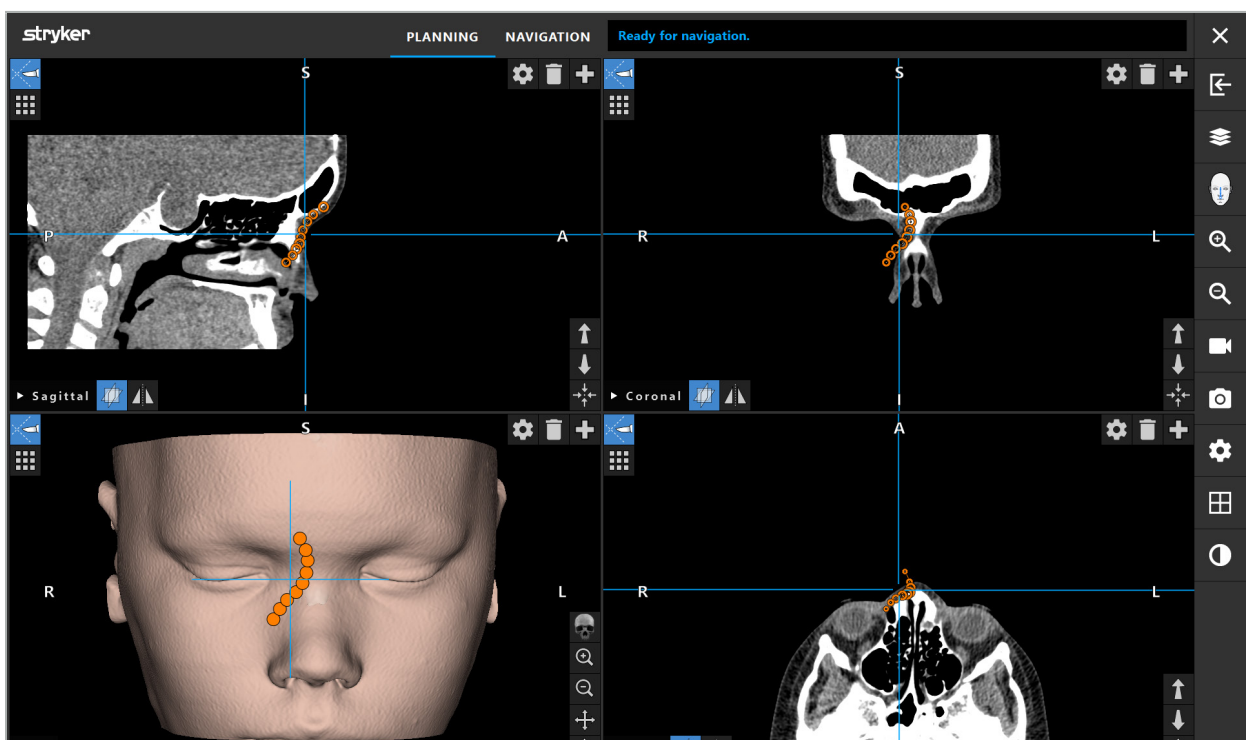 stryker
PLANNING NAVIGATION
Ready for navigation.
S
P
A
I
Sagittal
S
R
L
I
Coronal
S
R
L
A
R
L